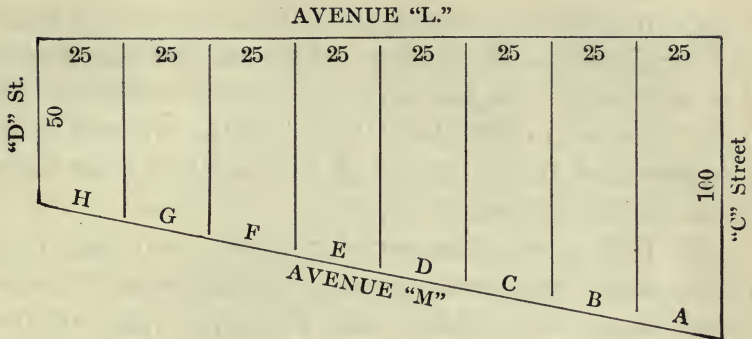 AVENUE “L.”
25 25 25 25 25 25 25 25
“D” St.
50
100
“C” Street
H G F E D C B A
AVENUE “M”